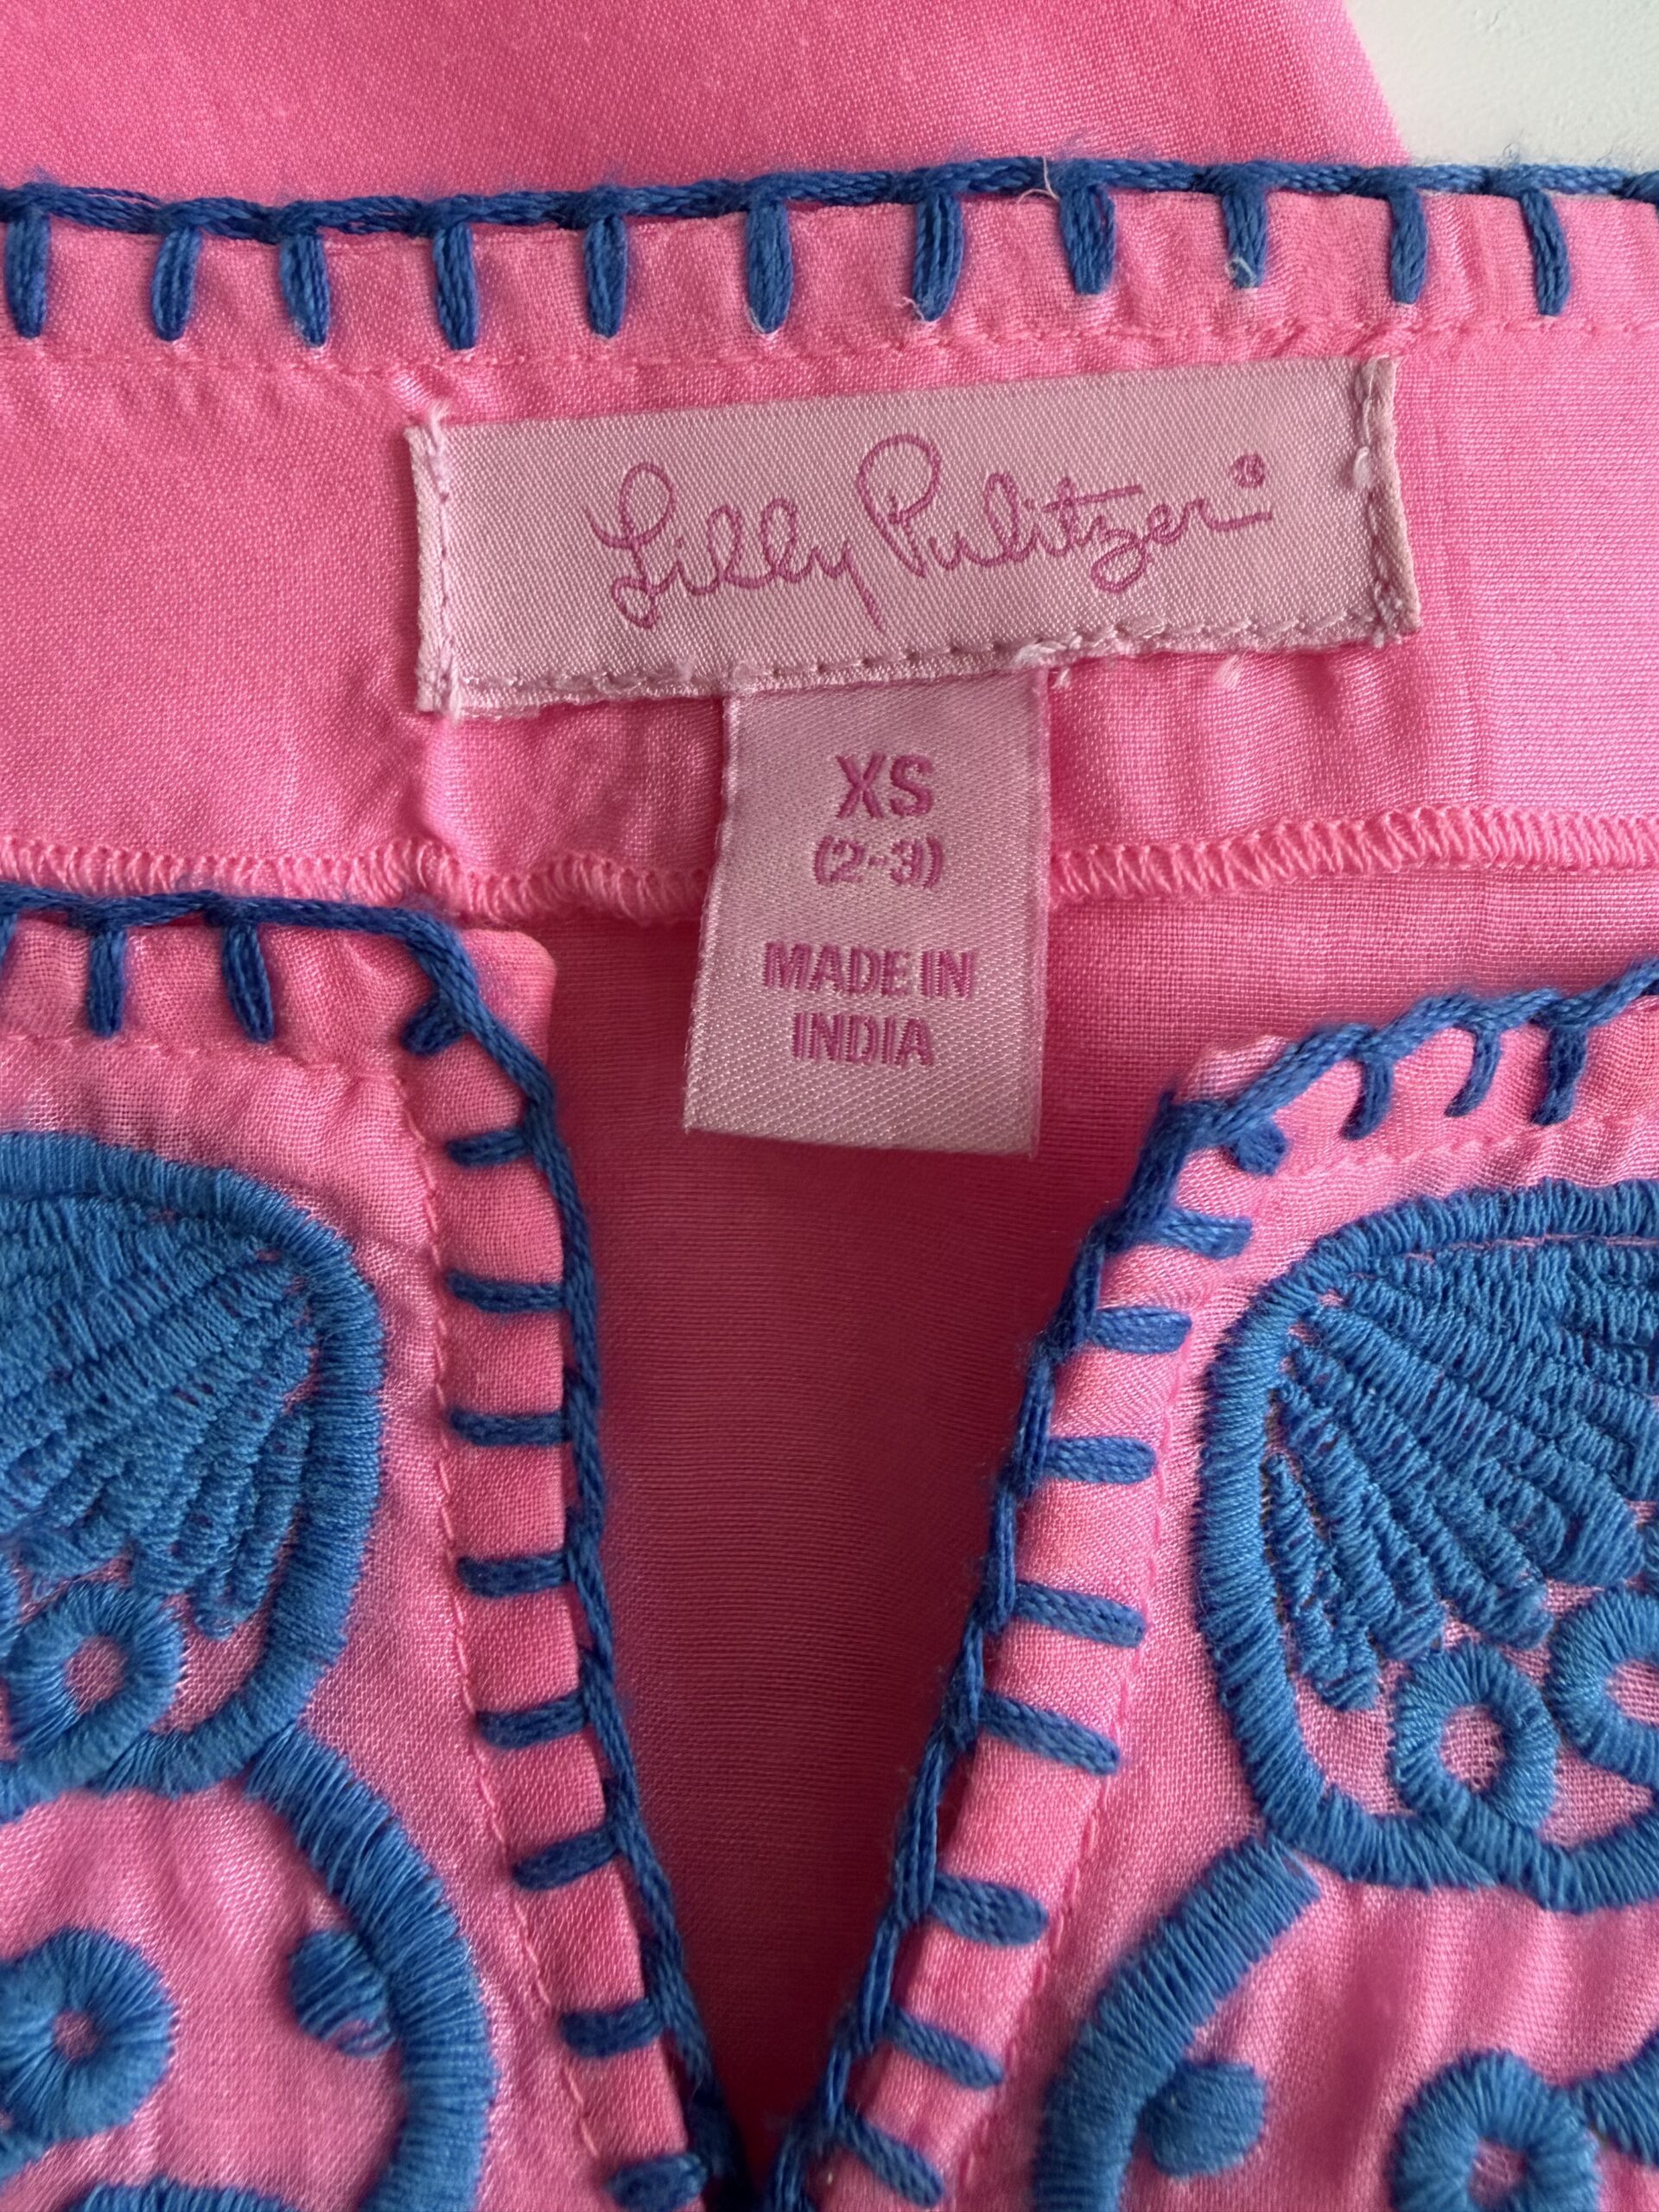 Lilly Pulitzer®
XS
(2-3)
MADE IN
INDIA